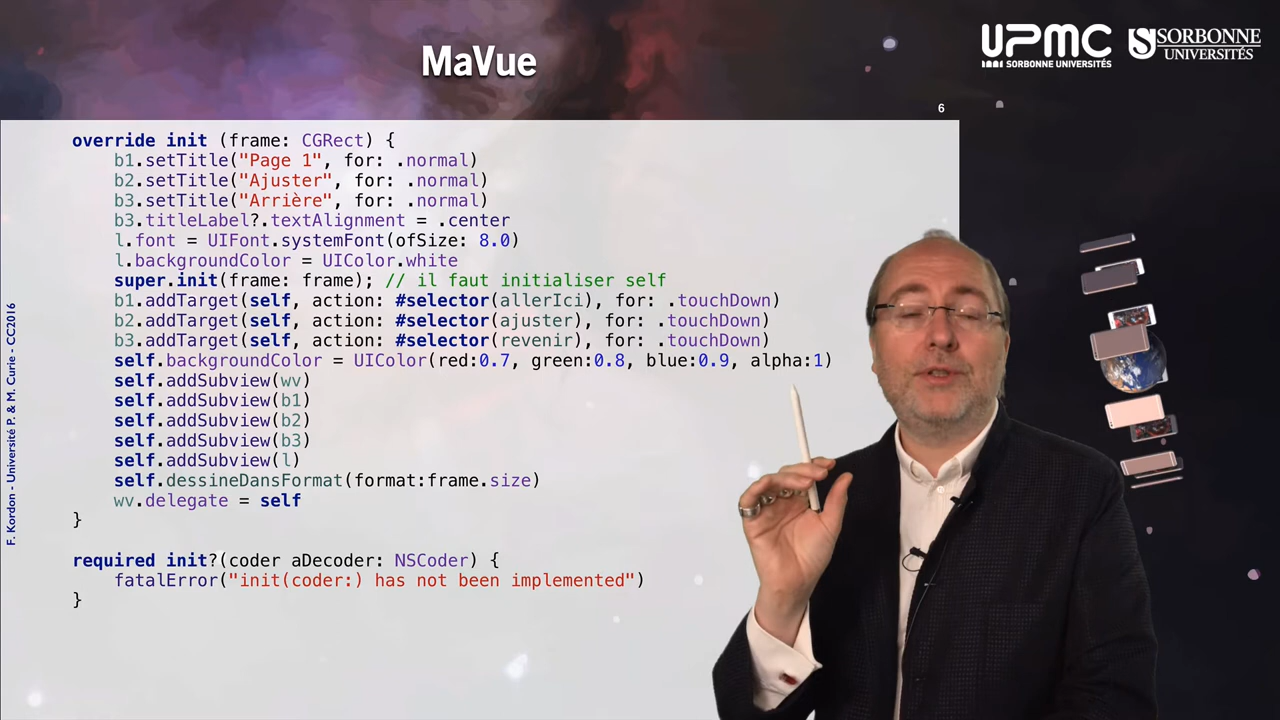 MaVue
UPMC
SORBONNE UNIVERSITÉS
SORBONNE
UNIVERSITÉS
6
override init (frame: CGRect) {
b1.setTitle("Page 1", for: .normal)
b2.setTitle("Ajuster", for: .normal)
b3.setTitle("Arrière", for: .normal)
b3.titleLabel?.textAlignment = .center
l.font = UIFont.systemFont(ofSize: 8.0)
l.backgroundColor = UIColor.white
super.init(frame: frame); // il faut initialiser self
b1.addTarget(self, action: #selector(allerIci), for: .touchDown)
b2.addTarget(self, action: #selector(ajuster), for: .touchDown)
b3.addTarget(self, action: #selector(revenir), for: .touchDown)
self.backgroundColor = UIColor(red:0.7, green:0.8, blue:0.9, alpha:1)
self.addSubview(wv)
self.addSubview(b1)
self.addSubview(b2)
self.addSubview(b3)
self.addSubview(l)
self.dessineDansFormat(format:frame.size)
wv.delegate = self
}
required init?(coder aDecoder: NSCoder) {
fatalError("init(coder:) has not been implemented")
}
F. Kordon - Université P. & M. Curie - CC2016